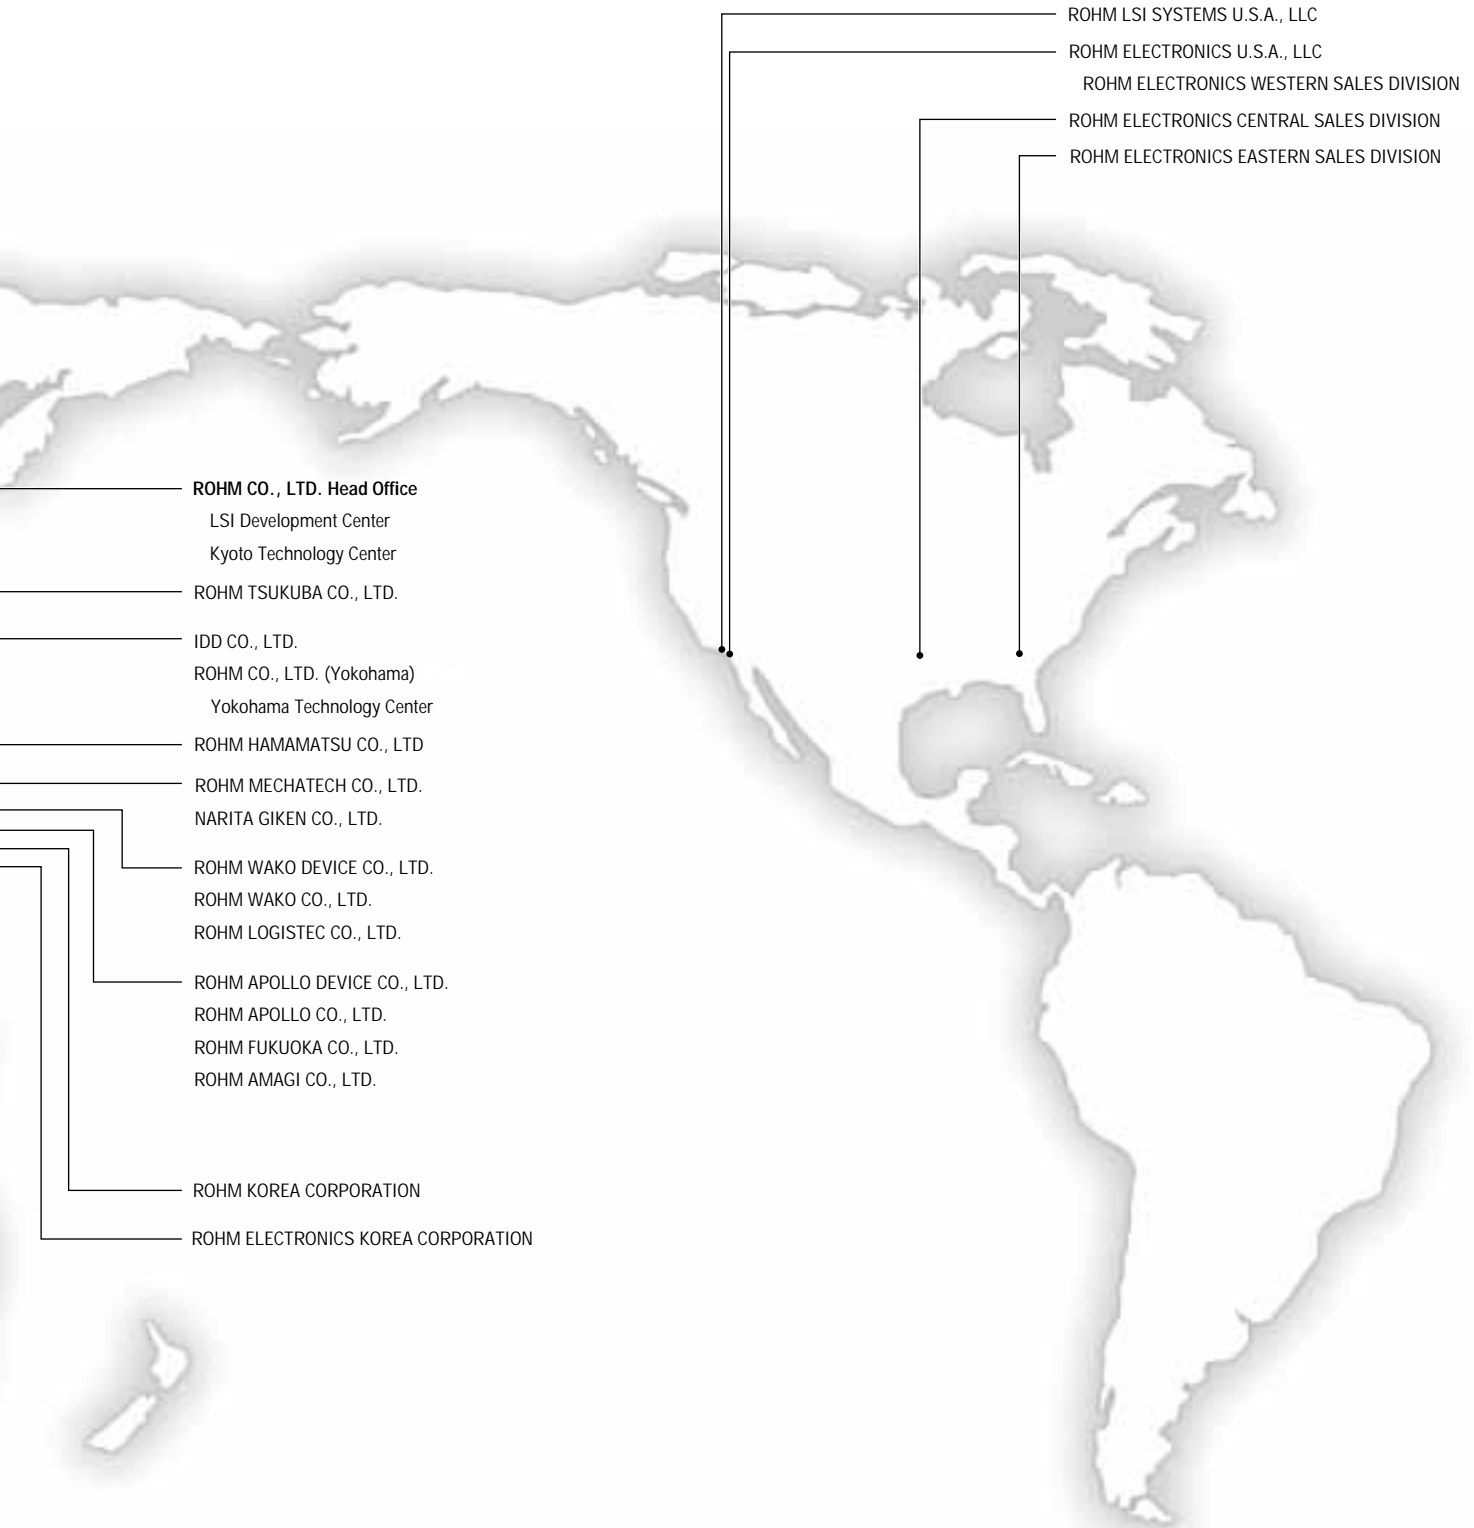 ROHM LSI SYSTEMS U.S.A., LLC
ROHM ELECTRONICS U.S.A., LLC
ROHM ELECTRONICS WESTERN SALES DIVISION
ROHM ELECTRONICS CENTRAL SALES DIVISION
ROHM ELECTRONICS EASTERN SALES DIVISION
ROHM CO., LTD. Head Office
LSI Development Center
Kyoto Technology Center
ROHM TSUKUBA CO., LTD.
IDD CO., LTD.
ROHM CO., LTD. (Yokohama)
Yokohama Technology Center
ROHM HAMAMATSU CO., LTD
ROHM MECHATECH CO., LTD.
NARITA GIKEN CO., LTD.
ROHM WAKO DEVICE CO., LTD.
ROHM WAKO CO., LTD.
ROHM LOGISTEC CO., LTD.
ROHM APOLLO DEVICE CO., LTD.
ROHM APOLLO CO., LTD.
ROHM FUKUOKA CO., LTD.
ROHM AMAGI CO., LTD.
ROHM KOREA CORPORATION
ROHM ELECTRONICS KOREA CORPORATION